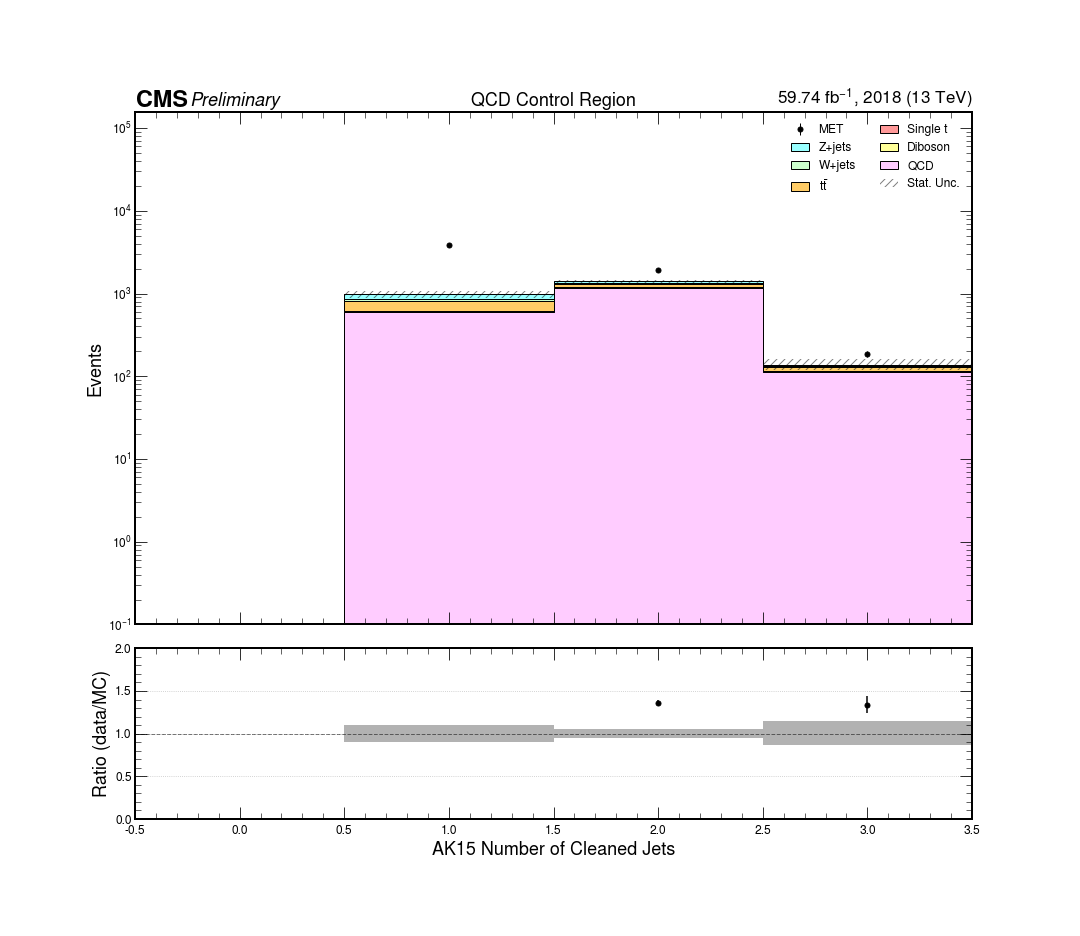 CMS Preliminary QCD Control Region 59.74 fb⁻¹, 2018 (13 TeV)
MET Single t
Z+jets Diboson
W+jets QCD
tt̄ Stat. Unc.
10⁵
10⁴
10³
10²
10¹
10⁰
10⁻¹
Events
2.0
1.5
1.0
0.5
0.0
Ratio (data/MC)
-0.5 0.0 0.5 1.0 1.5 2.0 2.5 3.0 3.5
AK15 Number of Cleaned Jets